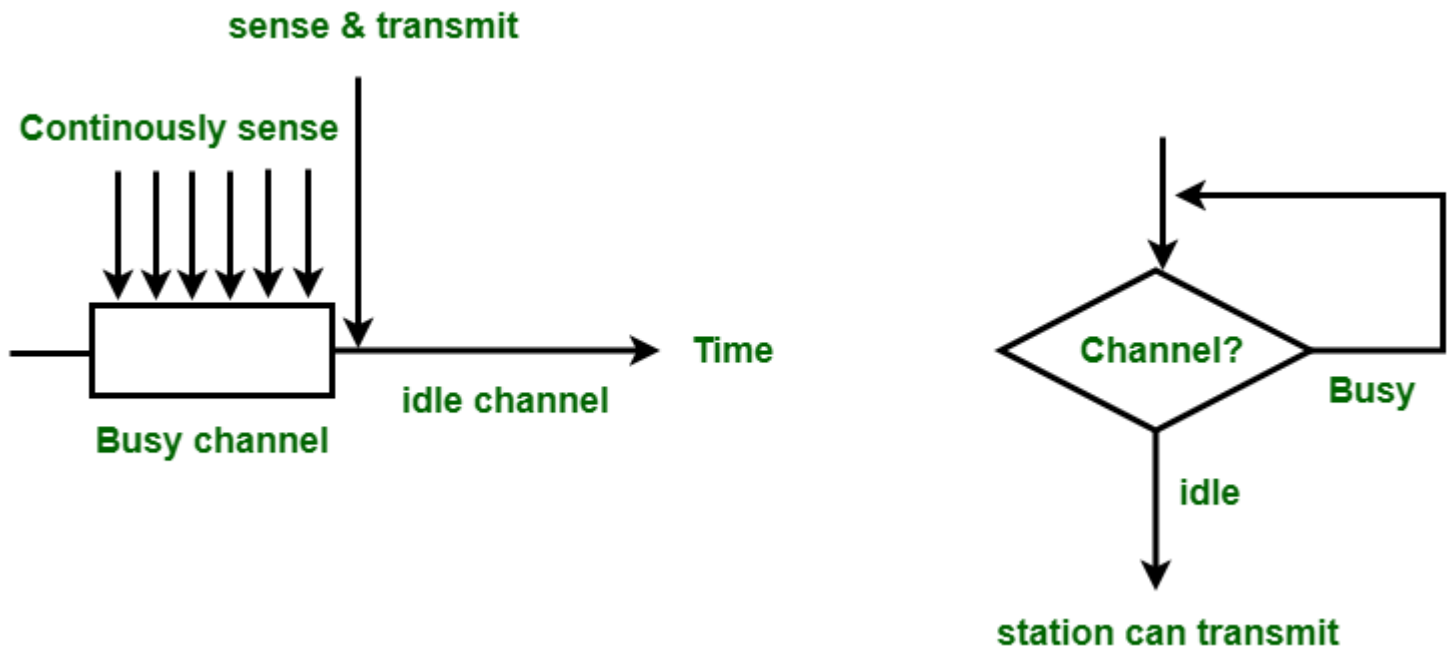 sense & transmit
Continously sense
Time
idle channel
Busy channel
Channel?
Busy
idle
station can transmit